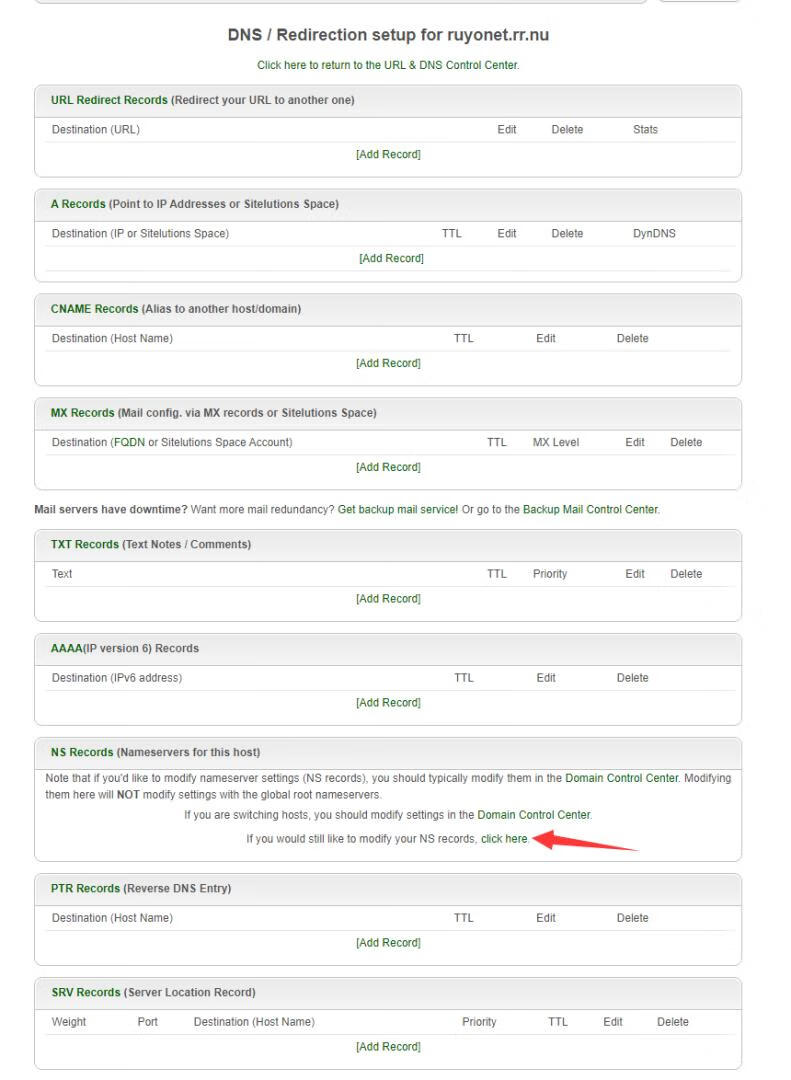 DNS / Redirection setup for ruyonet.rr.nu
Click here to return to the URL & DNS Control Center.
URL Redirect Records (Redirect your URL to another one)
Destination (URL) Edit Delete Stats
[Add Record]
A Records (Point to IP Addresses or Sitelutions Space)
Destination (IP or Sitelutions Space) TTL Edit Delete DynDNS
[Add Record]
CNAME Records (Alias to another host/domain)
Destination (Host Name) TTL Edit Delete
[Add Record]
MX Records (Mail config. via MX records or Sitelutions Space)
Destination (FQDN or Sitelutions Space Account) TTL MX Level Edit Delete
[Add Record]
Mail servers have downtime? Want more mail redundancy? Get backup mail service! Or go to the Backup Mail Control Center.
TXT Records (Text Notes / Comments)
Text TTL Priority Edit Delete
[Add Record]
AAAA(IP version 6) Records
Destination (IPv6 address) TTL Edit Delete
[Add Record]
NS Records (Nameservers for this host)
Note that if you'd like to modify nameserver settings (NS records), you should typically modify them in the Domain Control Center. Modifying
them here will NOT modify settings with the global root nameservers.
If you are switching hosts, you should modify settings in the Domain Control Center.
If you would still like to modify your NS records, click here.
PTR Records (Reverse DNS Entry)
Destination (Host Name) TTL Edit Delete
[Add Record]
SRV Records (Server Location Record)
Weight Port Destination (Host Name) Priority TTL Edit Delete
[Add Record]